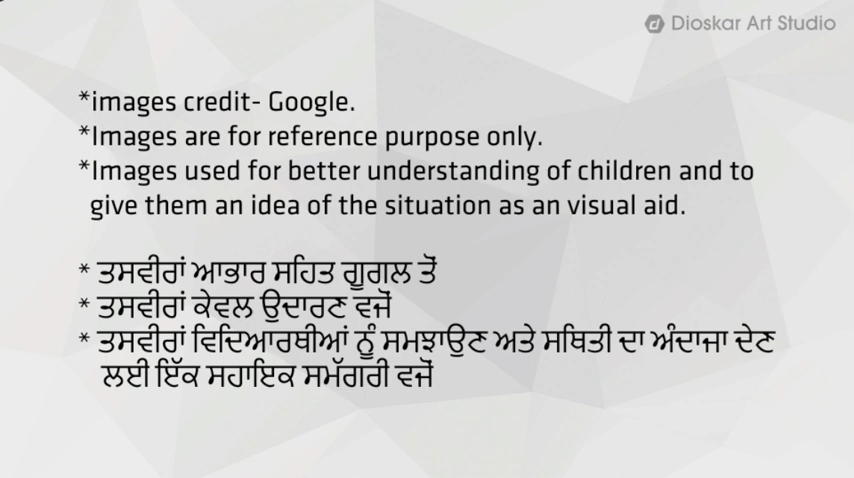 Dioskar Art Studio
*images credit- Google.
*Images are for reference purpose only.
*Images used for better understanding of children and to
give them an idea of the situation as an visual aid.
* ਤਸਵੀਰਾਂ ਆਭਾਰ ਸਹਿਤ ਗੂਗਲ ਤੋਂ
* ਤਸਵੀਰਾਂ ਕੇਵਲ ਉਦਾਰਣ ਵਜੋਂ
* ਤਸਵੀਰਾਂ ਵਿਦਿਆਰਥੀਆਂ ਨੂੰ ਸਮਝਾਉਣ ਅਤੇ ਸਥਿਤੀ ਦਾ ਅੰਦਾਜਾ ਦੇਣ
ਲਈ ਇੱਕ ਸਹਾਇਕ ਸਮੱਗਰੀ ਵਜੋਂ